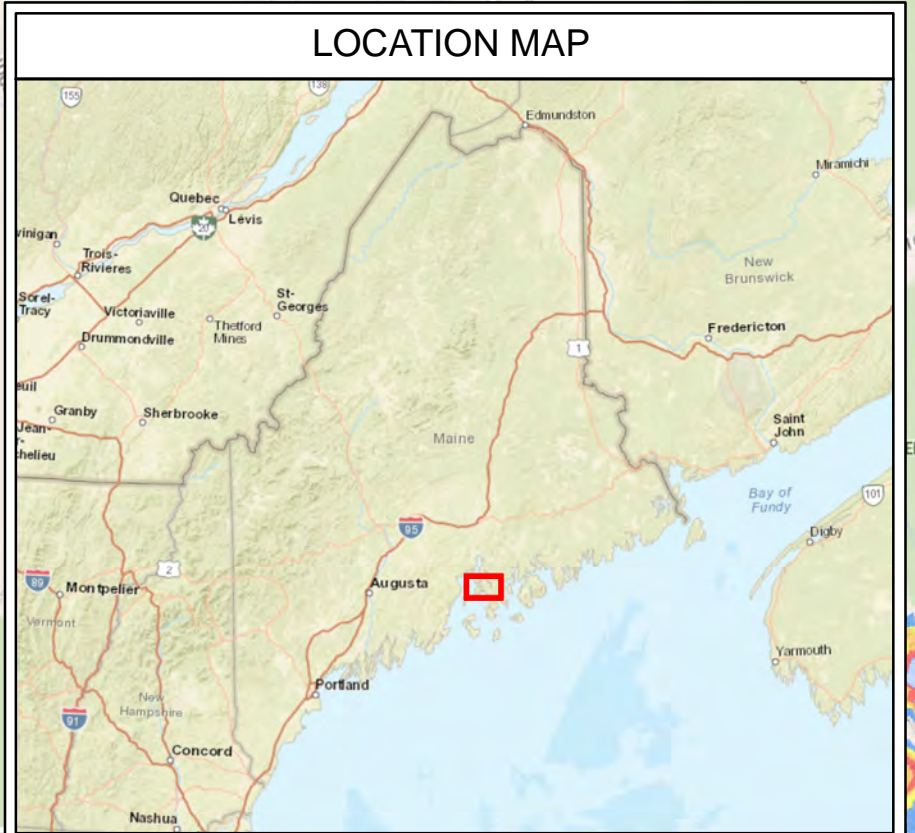 LOCATION MAP
155
138
Edmundston
Miramichi
Quebec
Lévis
20
vinigan
Trois-
Rivieres
New
Brunswick
Sorel-
Tracy
St-
Georges
Victoriaville
Thetford
Mines
Fredericton
Drummondville
1
euil
Granby
Sherbrooke
Saint
John
Jean-
r-
chelieu
Maine
Bay of
Fundy
101
95
Digby
2
89
Montpelier
Augusta
Vermont
Yarmouth
Portland
New
Hampshire
91
Concord
Nashua